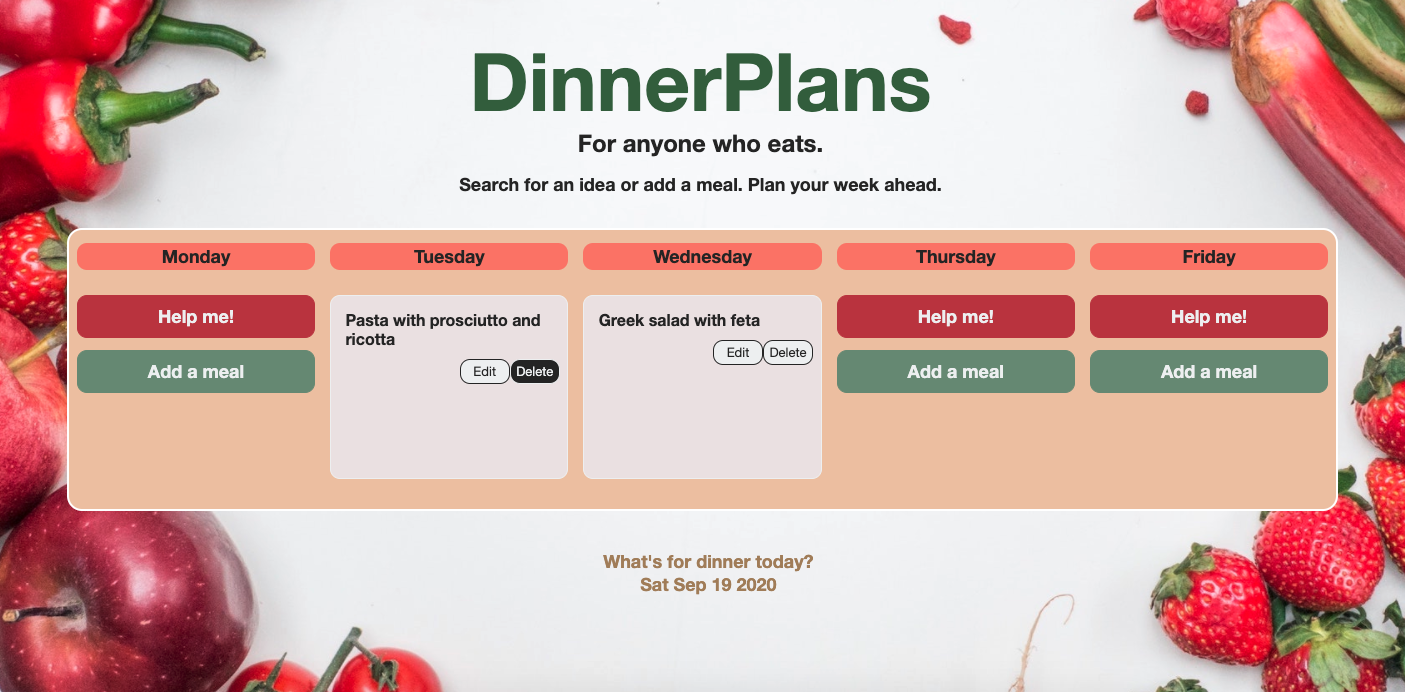 DinnerPlans
For anyone who eats.
Search for an idea or add a meal. Plan your week ahead.
Monday
Tuesday
Wednesday
Thursday
Friday
Help me!
Add a meal
Pasta with prosciutto and
ricotta
Edit
Delete
Greek salad with feta
Edit
Delete
Help me!
Add a meal
Help me!
Add a meal
What's for dinner today?
Sat Sep 19 2020